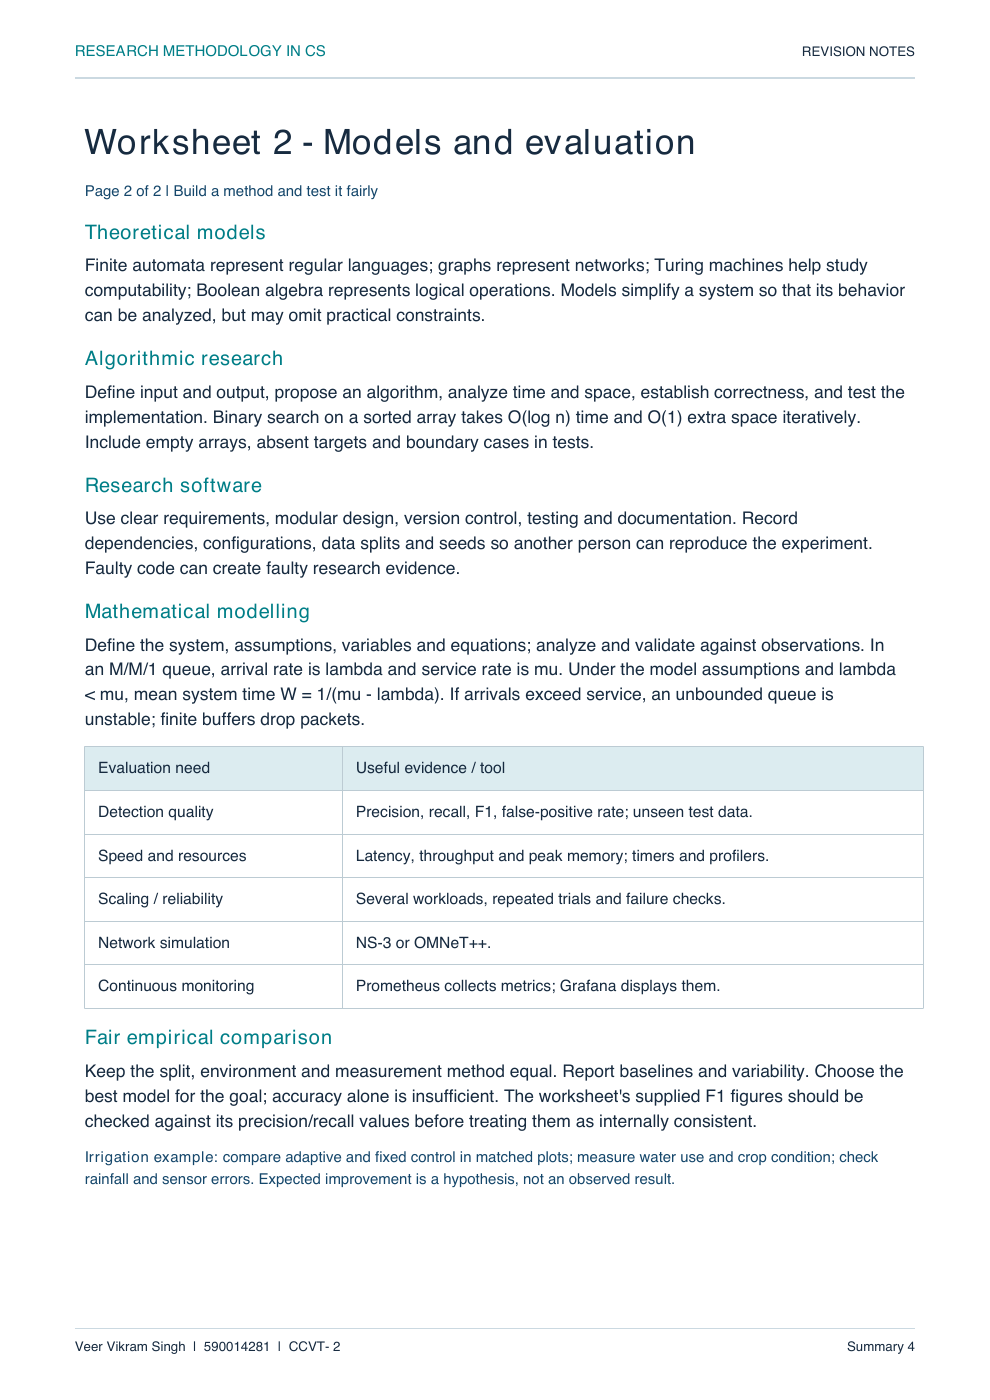 RESEARCH METHODOLOGY IN CS
REVISION NOTES
Worksheet 2 - Models and evaluation
Page 2 of 2 | Build a method and test it fairly
Theoretical models
Finite automata represent regular languages; graphs represent networks; Turing machines help study
computability; Boolean algebra represents logical operations. Models simplify a system so that its behavior
can be analyzed, but may omit practical constraints.
Algorithmic research
Define input and output, propose an algorithm, analyze time and space, establish correctness, and test the
implementation. Binary search on a sorted array takes O(log n) time and O(1) extra space iteratively.
Include empty arrays, absent targets and boundary cases in tests.
Research software
Use clear requirements, modular design, version control, testing and documentation. Record
dependencies, configurations, data splits and seeds so another person can reproduce the experiment.
Faulty code can create faulty research evidence.
Mathematical modelling
Define the system, assumptions, variables and equations; analyze and validate against observations. In
an M/M/1 queue, arrival rate is lambda and service rate is mu. Under the model assumptions and lambda
< mu, mean system time W = 1/(mu - lambda). If arrivals exceed service, an unbounded queue is
unstable; finite buffers drop packets.
Evaluation need
Useful evidence / tool
Detection quality
Precision, recall, F1, false-positive rate; unseen test data.
Speed and resources
Latency, throughput and peak memory; timers and profilers.
Scaling / reliability
Several workloads, repeated trials and failure checks.
Network simulation
NS-3 or OMNeT++.
Continuous monitoring
Prometheus collects metrics; Grafana displays them.
Fair empirical comparison
Keep the split, environment and measurement method equal. Report baselines and variability. Choose the
best model for the goal; accuracy alone is insufficient. The worksheet's supplied F1 figures should be
checked against its precision/recall values before treating them as internally consistent.
Irrigation example: compare adaptive and fixed control in matched plots; measure water use and crop condition; check
rainfall and sensor errors. Expected improvement is a hypothesis, not an observed result.
Veer Vikram Singh | 590014281 | CCVT- 2
Summary 4